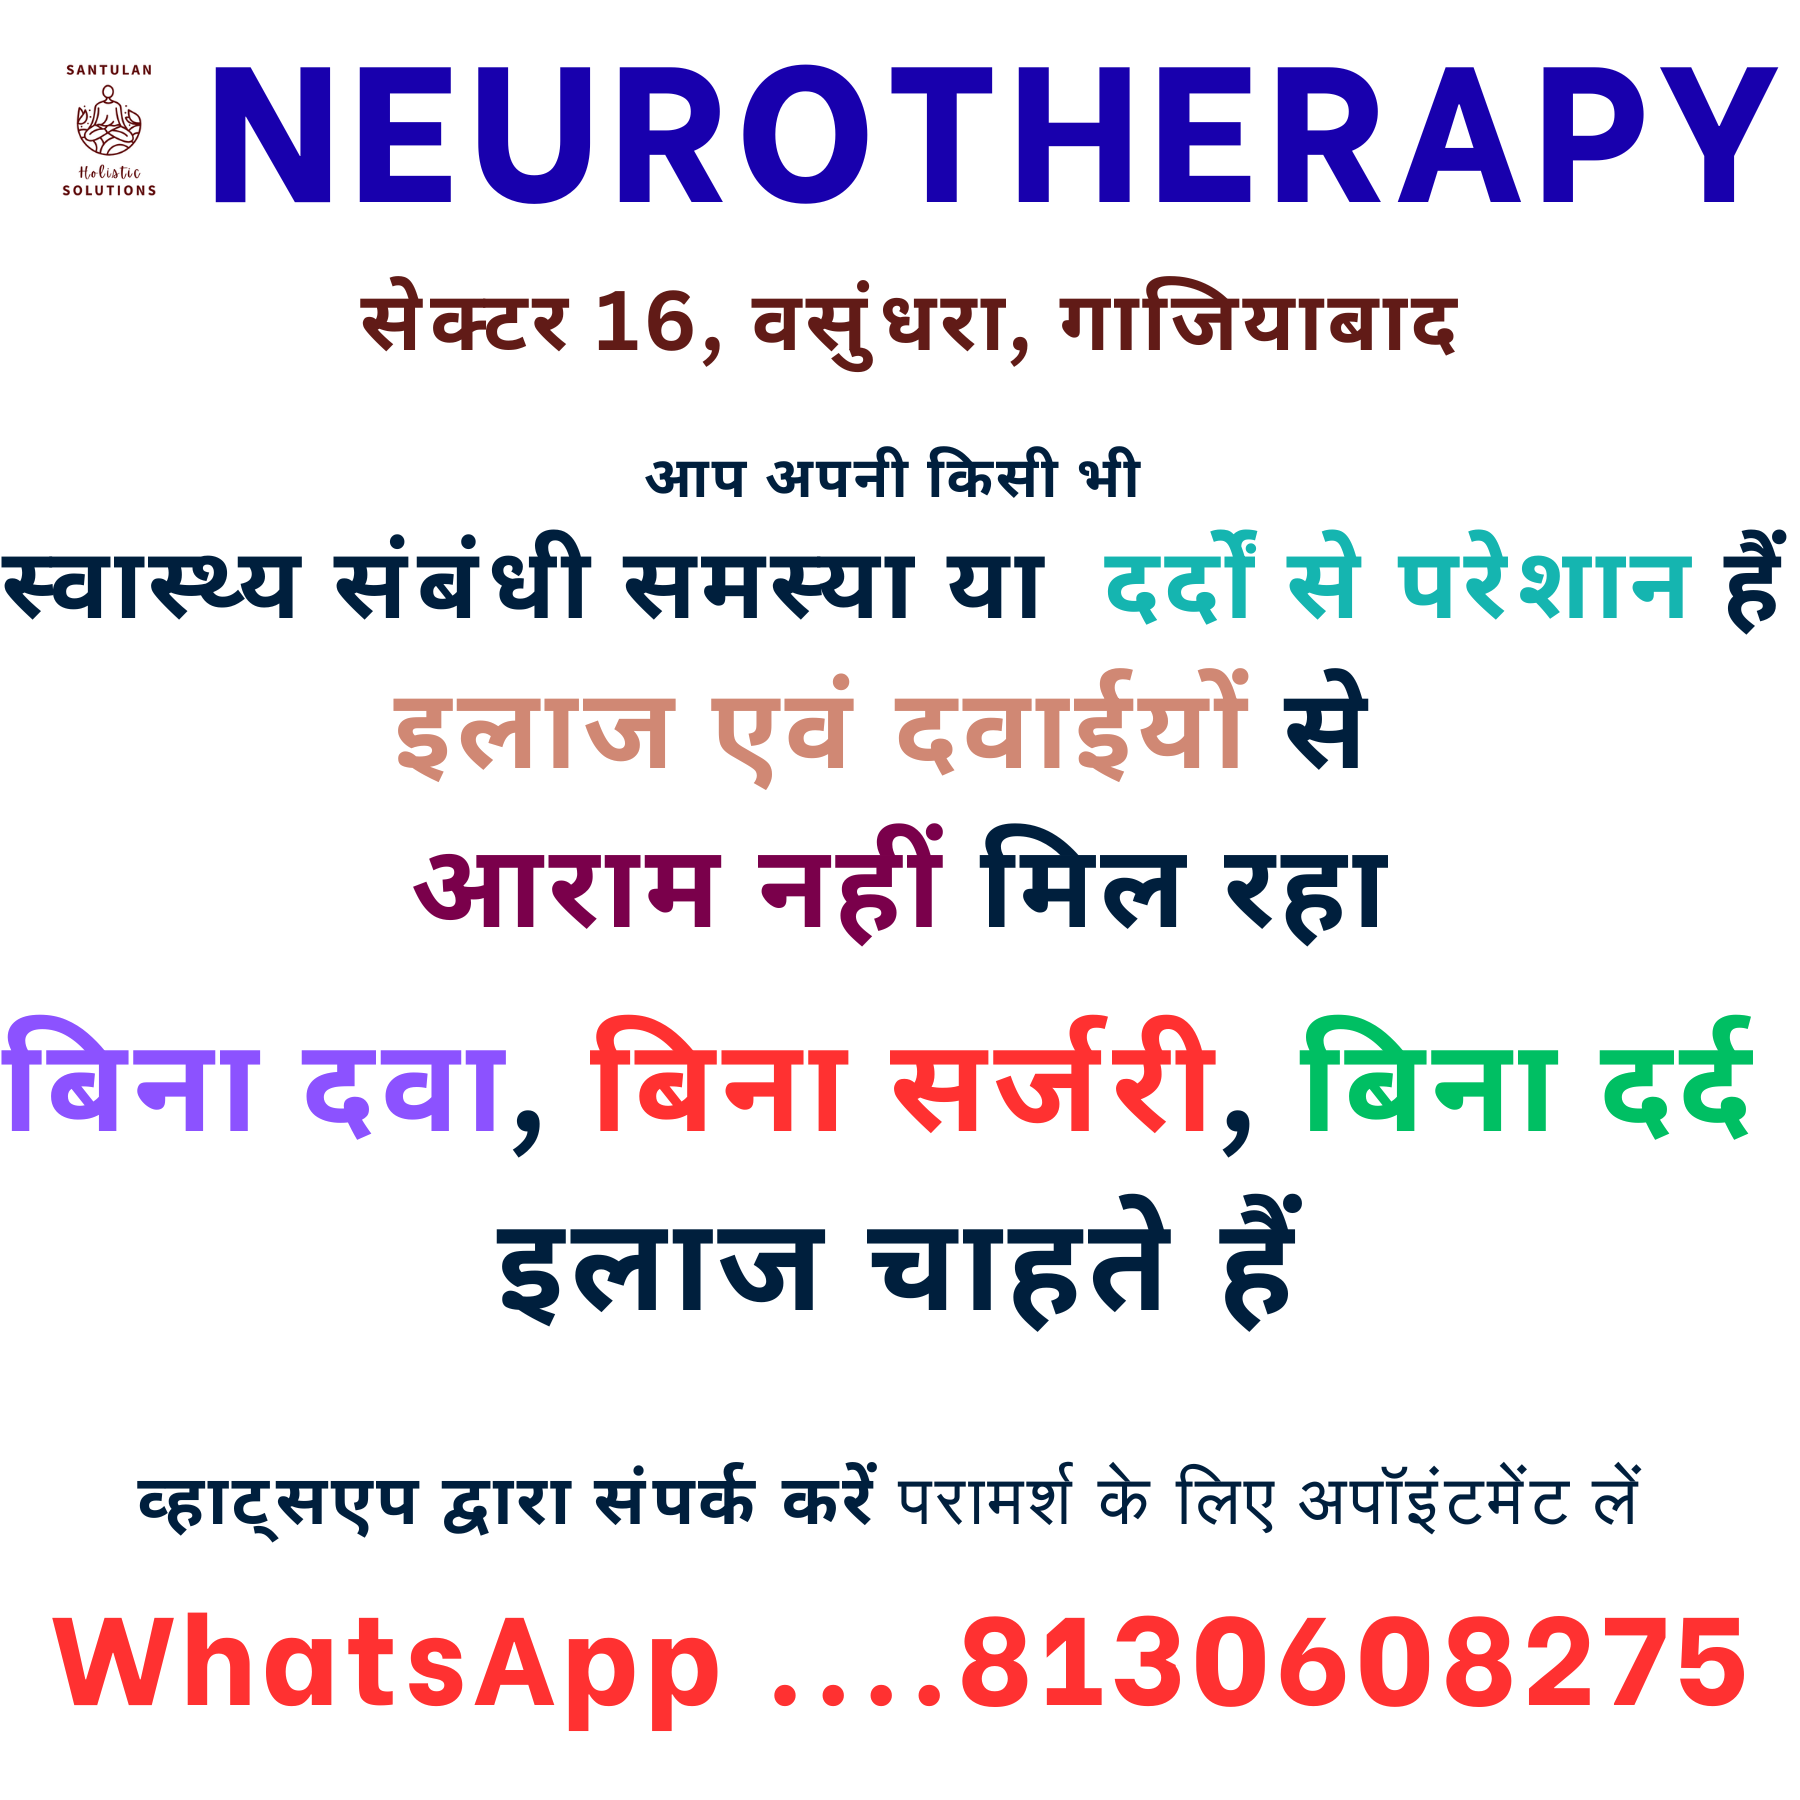 SANTULAN
Holistic
SOLUTIONS
NEUROTHERAPY
सेक्टर 16, वसुंधरा, गाजियाबाद
आप अपनी किसी भी
स्वास्थ्य संबंधी समस्या या दर्दों से परेशान हैं
इलाज एवं दवाईयों से
आराम नहीं मिल रहा
बिना दवा, बिना सर्जरी, बिना दर्द
इलाज चाहते हैं
व्हाट्सएप द्वारा संपर्क करें परामर्श के लिए अपॉइंटमेंट लें
WhatsApp ....8130608275